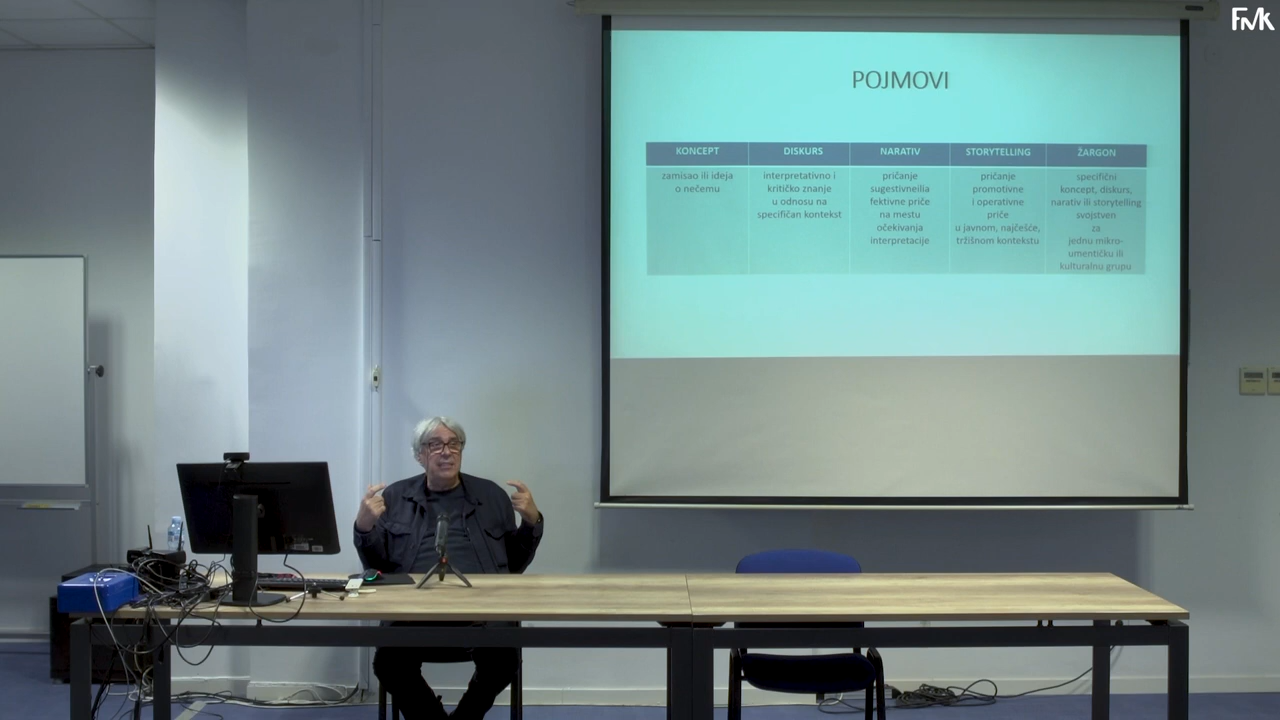 FMK
POJMOVI
KONCEPT
zamisao ili ideja
o nečemu
DISKURS
interpretativno i
kritičko znanje
u odnosu na
specifičan kontekst
NARATIV
pričanje
sugestivneilia
fektivne priče
na mestu
očekivanja
interpretacije
STORYTELLING
pričanje
promotivne
i operativne
priče
u javnom, najčešće,
tržišnom kontekstu
ŽARGON
specifični
koncept, diskurs,
narativ ili storytelling
svojstven
za
jednu mikro-
umentičku ili
kulturalnu grupu